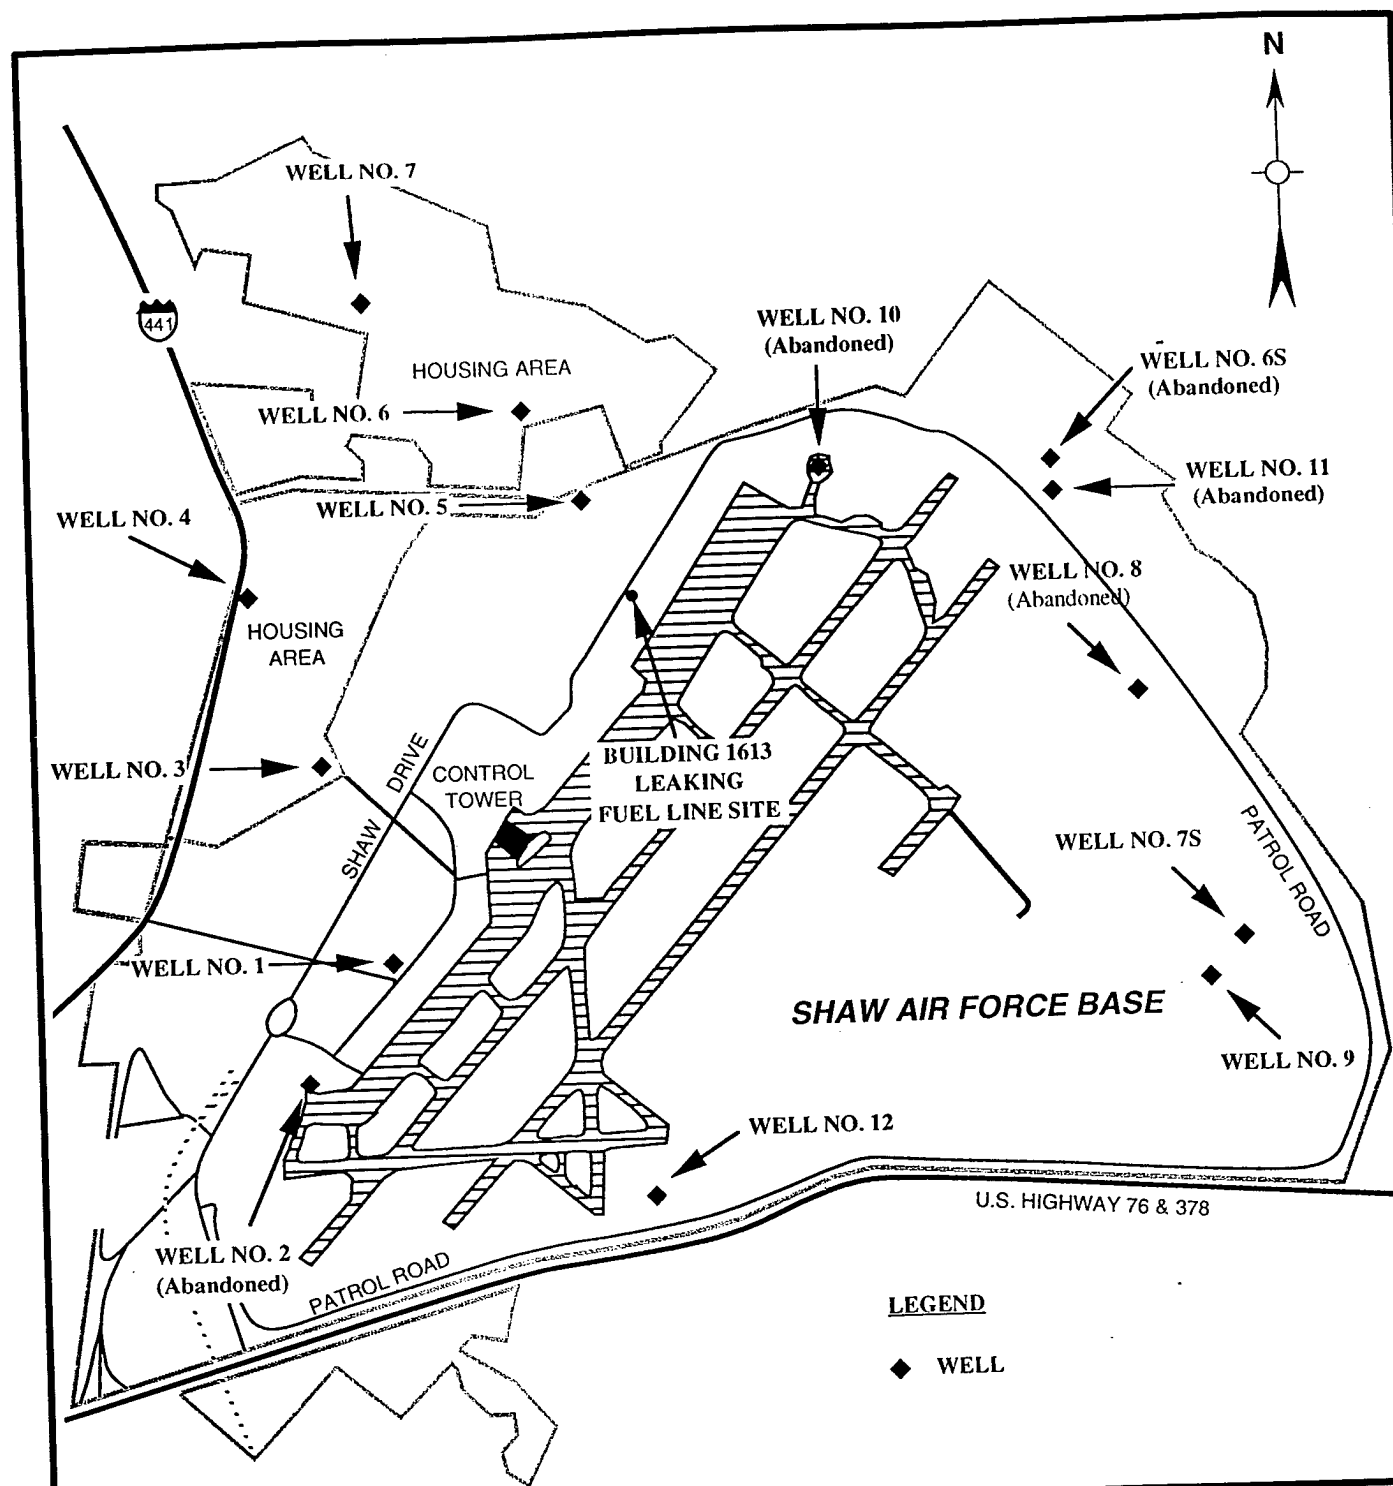 N
WELL NO. 7
441
WELL NO. 10
(Abandoned)
WELL NO. 6S
(Abandoned)
HOUSING AREA
WELL NO. 6
WELL NO. 11
(Abandoned)
WELL NO. 5
WELL NO. 4
WELL NO. 8
(Abandoned)
HOUSING
AREA
WELL NO. 3
SHAW DRIVE
CONTROL
TOWER
BUILDING 1613
LEAKING
FUEL LINE SITE
WELL NO. 7S
PATROL ROAD
WELL NO. 1
SHAW AIR FORCE BASE
WELL NO. 9
WELL NO. 12
U.S. HIGHWAY 76 & 378
WELL NO. 2
(Abandoned)
PATROL ROAD
LEGEND
WELL